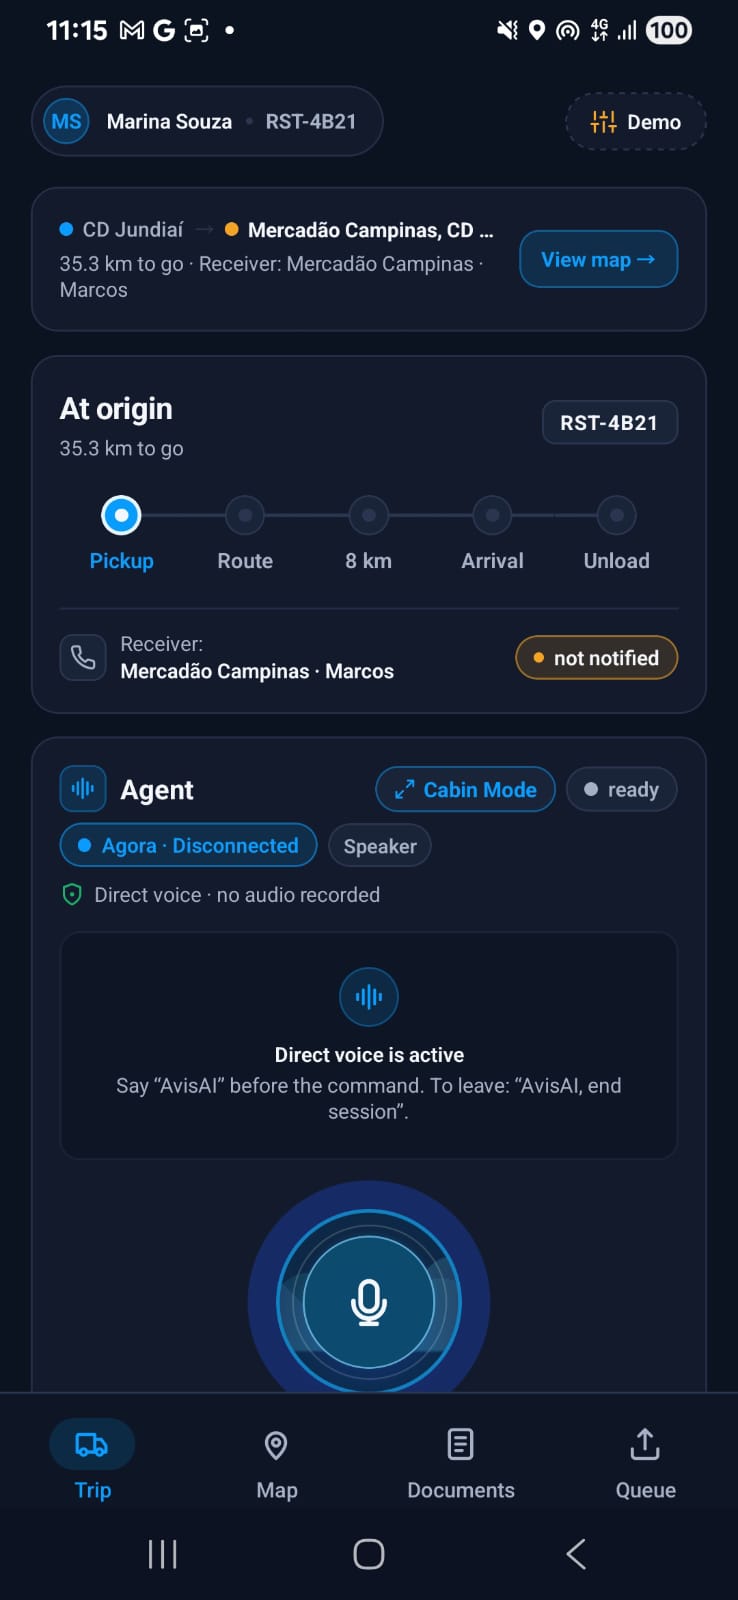 11:15
4G
100
MS Marina Souza • RST-4B21
Demo
CD Jundiaí → Mercadão Campinas, CD ...
35.3 km to go · Receiver: Mercadão Campinas ·
Marcos
View map →
At origin
35.3 km to go
RST-4B21
Pickup
Route
8 km
Arrival
Unload
Receiver:
Mercadão Campinas · Marcos
not notified
Agent
Cabin Mode
ready
Agora · Disconnected
Speaker
Direct voice · no audio recorded
Direct voice is active
Say “AvisAI” before the command. To leave: “AvisAI, end
session”.
Trip
Map
Documents
Queue